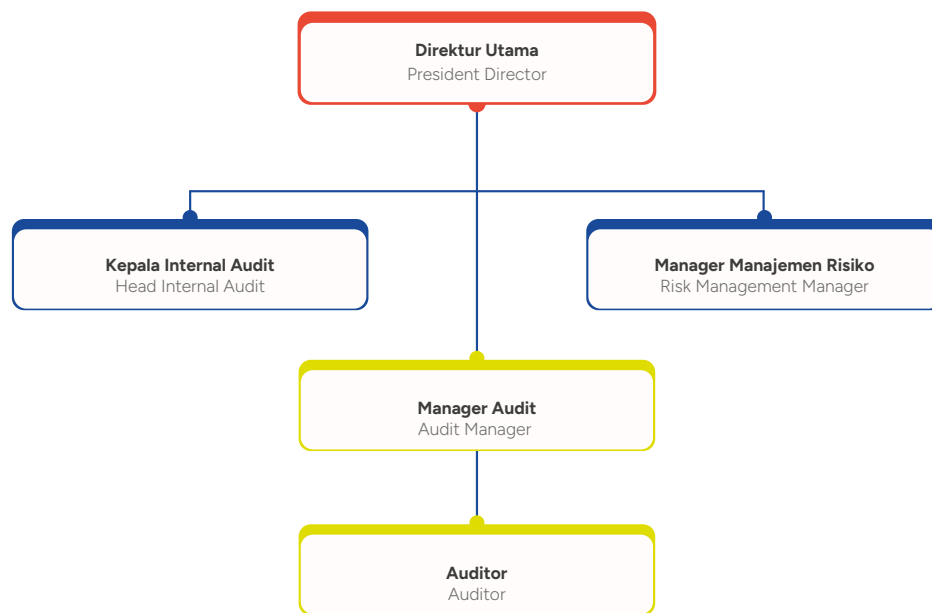 Direktur Utama
President Director
Kepala Internal Audit
Head Internal Audit
Manager Manajemen Risiko
Risk Management Manager
Manager Audit
Audit Manager
Auditor
Auditor